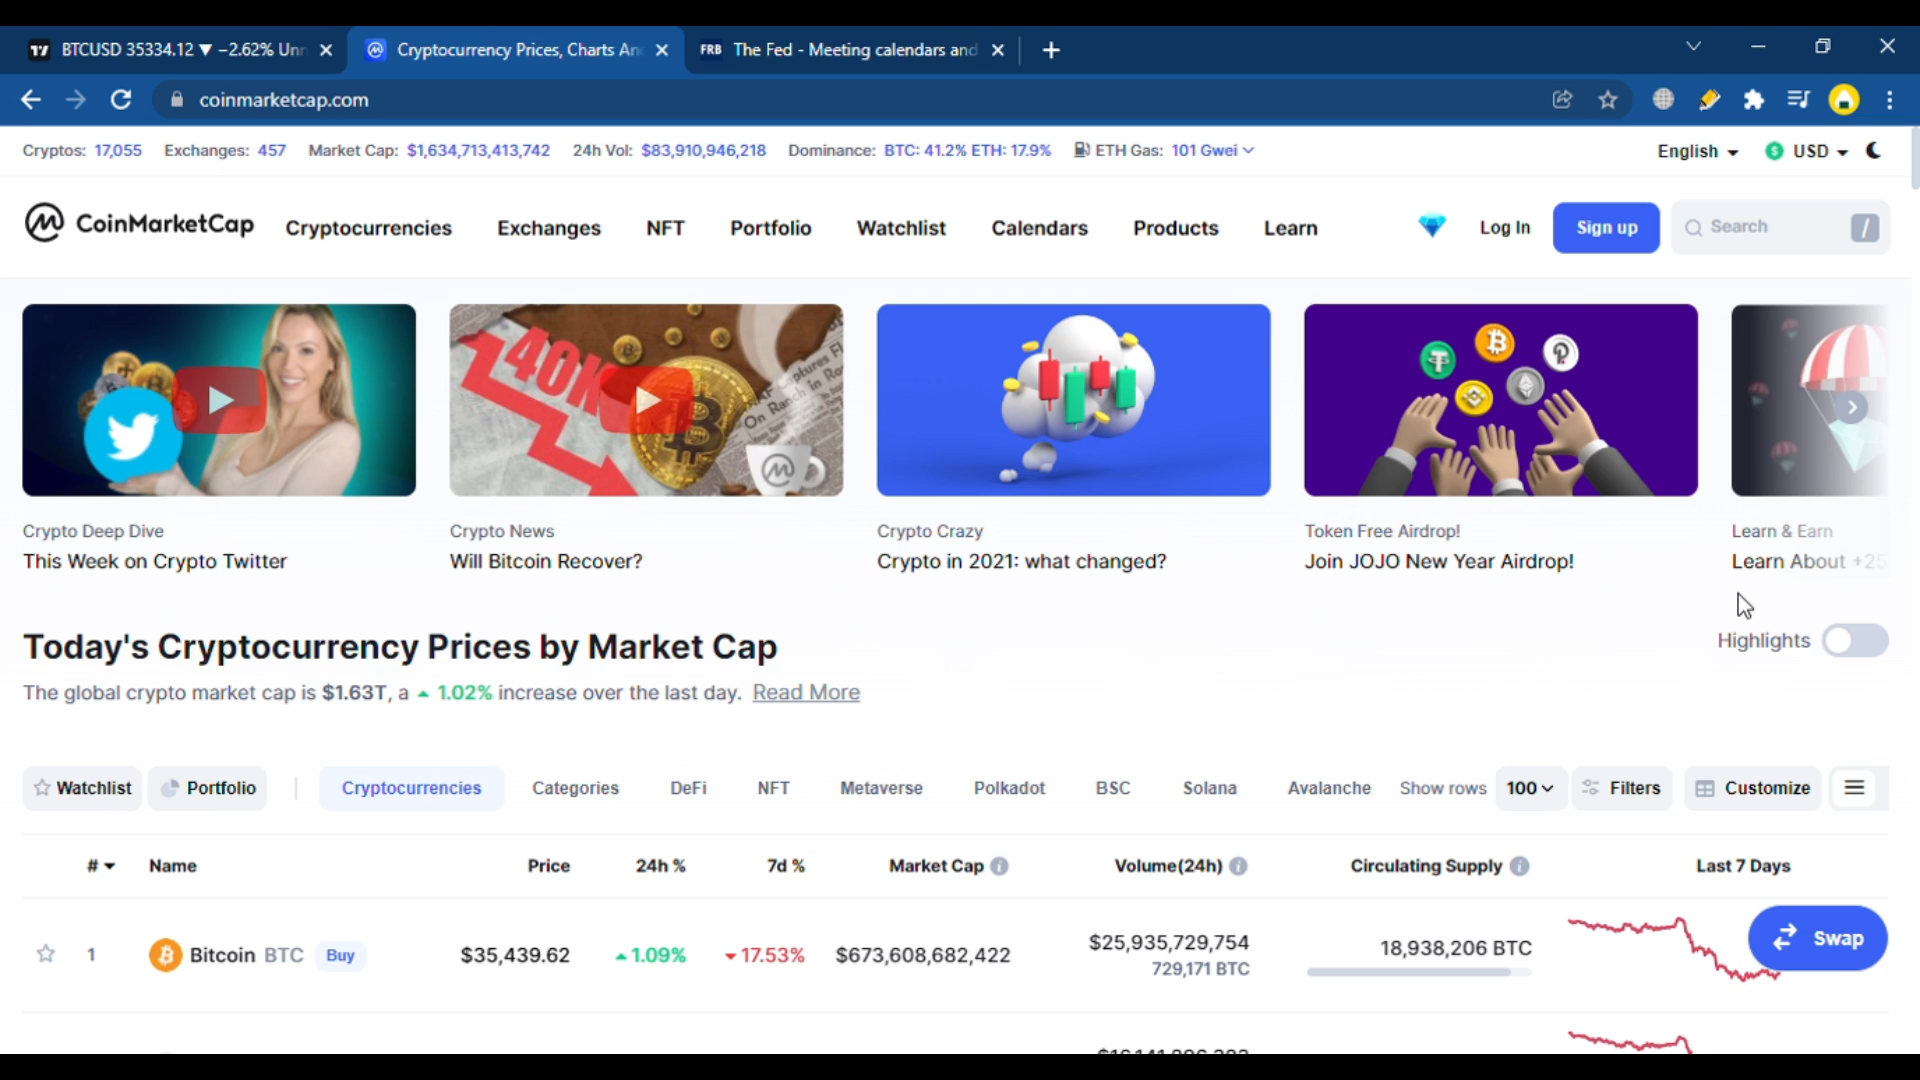 BTCUSD 35334.12 ▼ −2.62% Unn
Cryptocurrency Prices, Charts An
FRB The Fed - Meeting calendars and
coinmarketcap.com
Cryptos: 17,055 Exchanges: 457 Market Cap: $1,634,713,413,742 24h Vol: $83,910,946,218 Dominance: BTC: 41.2% ETH: 17.9% ETH Gas: 101 Gwei English USD
CoinMarketCap Cryptocurrencies Exchanges NFT Portfolio Watchlist Calendars Products Learn Log In Sign up Search /
40K
Crypto Deep Dive
This Week on Crypto Twitter
Crypto News
Will Bitcoin Recover?
Crypto Crazy
Crypto in 2021: what changed?
Token Free Airdrop!
Join JOJO New Year Airdrop!
Learn & Earn
Learn About +25
Today's Cryptocurrency Prices by Market Cap
Highlights
The global crypto market cap is $1.63T, a ▲ 1.02% increase over the last day. Read More
Watchlist Portfolio Cryptocurrencies Categories DeFi NFT Metaverse Polkadot BSC Solana Avalanche Show rows 100 Filters Customize
# Name Price 24h % 7d % Market Cap Volume(24h) Circulating Supply Last 7 Days
1 Bitcoin BTC Buy $35,439.62 ▲1.09% ▼17.53% $673,608,682,422 $25,935,729,754 18,938,206 BTC Swap
729,171 BTC